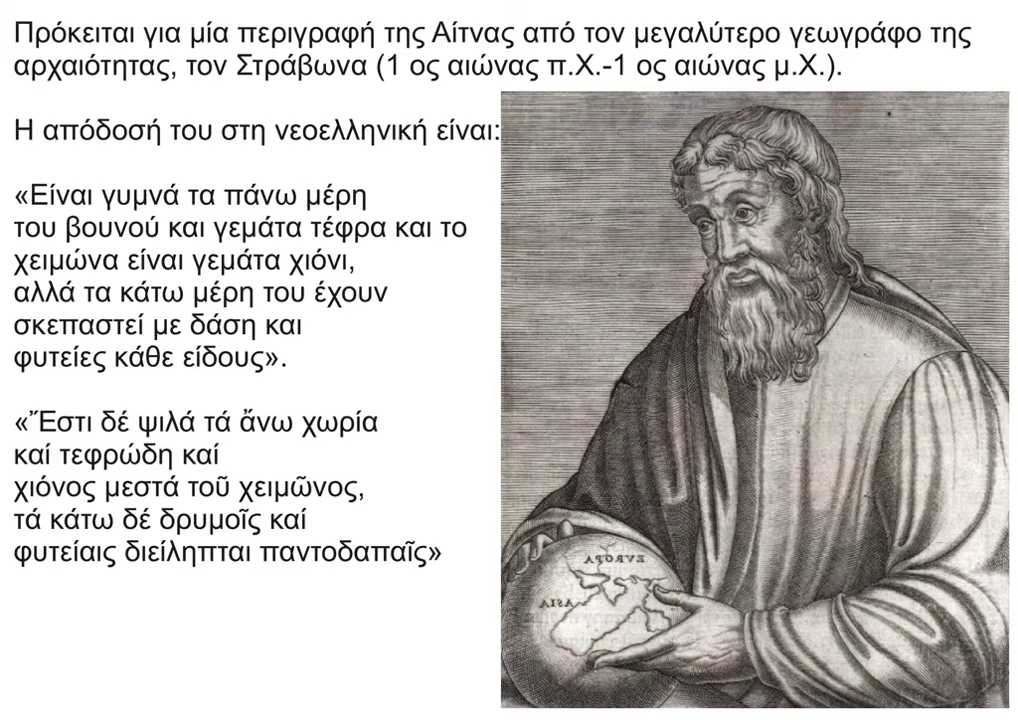 Πρόκειται για μία περιγραφή της Αίτνας από τον μεγαλύτερο γεωγράφο της
αρχαιότητας, τον Στράβωνα (1 ος αιώνας π.Χ.-1 ος αιώνας μ.Χ.).
Η απόδοσή του στη νεοελληνική είναι:
«Είναι γυμνά τα πάνω μέρη
του βουνού και γεμάτα τέφρα και το
χειμώνα είναι γεμάτα χιόνι,
αλλά τα κάτω μέρη του έχουν
σκεπαστεί με δάση και
φυτείες κάθε είδους».
«Ἔστι δέ ψιλά τά ἄνω χωρία
καί τεφρώδη καί
χιόνος μεστά τοῦ χειμῶνος,
τά κάτω δέ δρυμοῖς καί
φυτείαις διείληπται παντοδαπαῖς»
EVROPA
ASIA